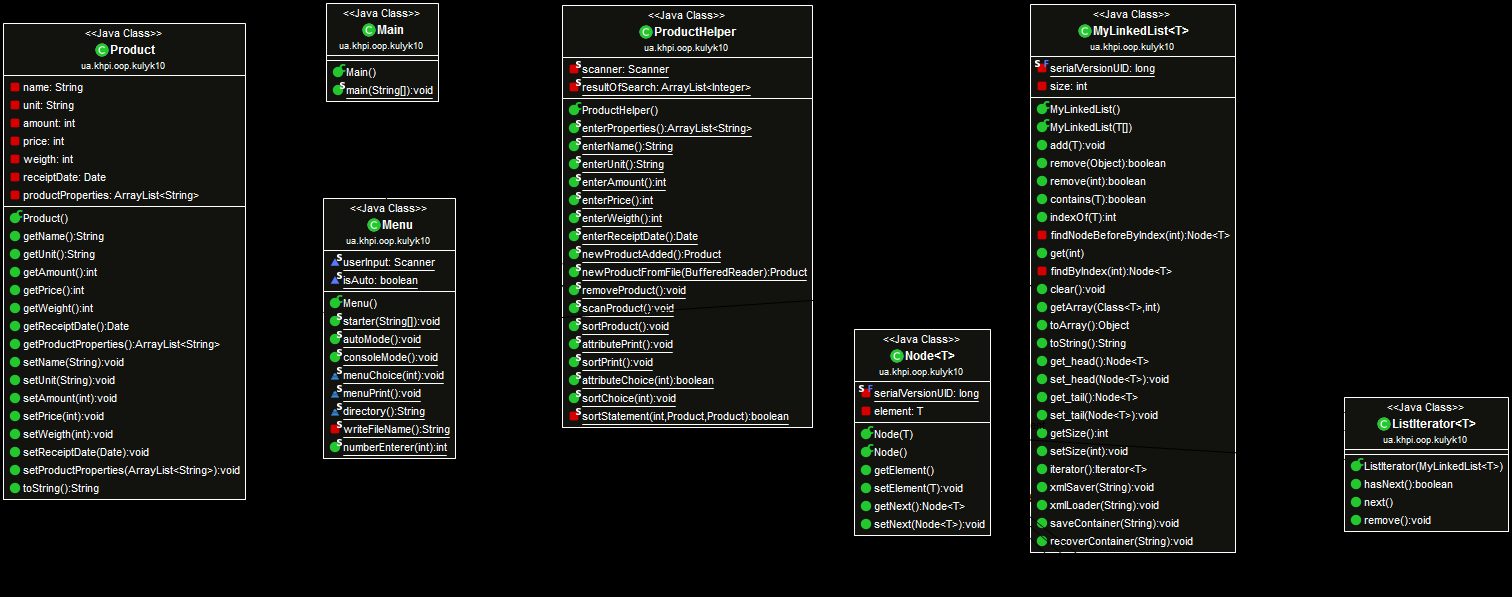 <<Java Class>>
Product
ua.khpi.oop.kulyk10
name: String
unit: String
amount: int
price: int
weigth: int
receiptDate: Date
productProperties: ArrayList<String>
Product()
getName():String
getUnit():String
getAmount():int
getPrice():int
getWeight():int
getReceiptDate():Date
getProductProperties():ArrayList<String>
setName(String):void
setUnit(String):void
setAmount(int):void
setPrice(int):void
setWeigth(int):void
setReceiptDate(Date):void
setProductProperties(ArrayList<String>):void
toString():String
<<Java Class>>
Main
ua.khpi.oop.kulyk10
Main()
main(String[]):void
<<Java Class>>
Menu
ua.khpi.oop.kulyk10
userInput: Scanner
isAuto: boolean
Menu()
starter(String[]):void
autoMode():void
consoleMode():void
menuChoice(int):void
menuPrint():void
directory():String
writeFileName():String
numberEnterer(int):int
<<Java Class>>
ProductHelper
ua.khpi.oop.kulyk10
scanner: Scanner
resultOfSearch: ArrayList<Integer>
ProductHelper()
enterProperties():ArrayList<String>
enterName():String
enterUnit():String
enterAmount():int
enterPrice():int
enterWeigth():int
enterReceiptDate():Date
newProductAdded():Product
newProductFromFile(BufferedReader):Product
removeProduct():void
scanProduct():void
sortProduct():void
attributePrint():void
sortPrint():void
attributeChoice(int):boolean
sortChoice(int):void
sortStatement(int,Product,Product):boolean
<<Java Class>>
Node<T>
ua.khpi.oop.kulyk10
serialVersionUID: long
element: T
Node(T)
Node()
getElement()
setElement(T):void
getNext():Node<T>
setNext(Node<T>):void
<<Java Class>>
MyLinkedList<T>
ua.khpi.oop.kulyk10
serialVersionUID: long
size: int
MyLinkedList()
MyLinkedList(T[])
add(T):void
remove(Object):boolean
remove(int):boolean
contains(T):boolean
indexOf(T):int
findNodeBeforeByIndex(int):Node<T>
get(int)
findByIndex(int):Node<T>
clear():void
getArray(Class<T>,int)
toArray():Object
toString():String
get_head():Node<T>
set_head(Node<T>):void
get_tail():Node<T>
set_tail(Node<T>):void
getSize():int
setSize(int):void
iterator():Iterator<T>
xmlSaver(String):void
xmlLoader(String):void
saveContainer(String):void
recoverContainer(String):void
<<Java Class>>
ListIterator<T>
ua.khpi.oop.kulyk10
ListIterator(MyLinkedList<T>)
hasNext():boolean
next()
remove():void